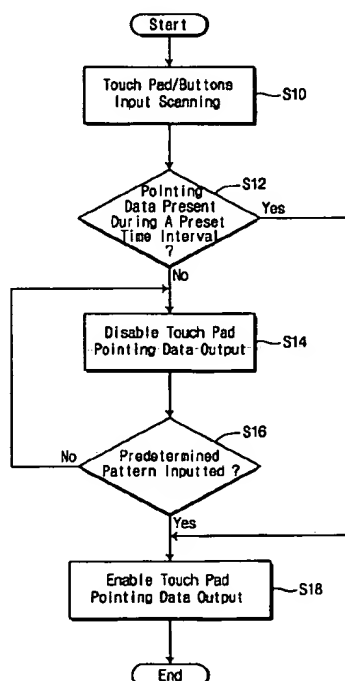 Start
Touch Pad/Buttons
Input Scanning
S10
S12
Pointing
Data Present
During A Preset
Time Interval
?
Yes
No
Disable Touch Pad
Pointing Data Output
S14
S16
Predetermined
Pattern Inputted ?
No
Yes
Enable Touch Pad
Pointing Data Output
S18
End